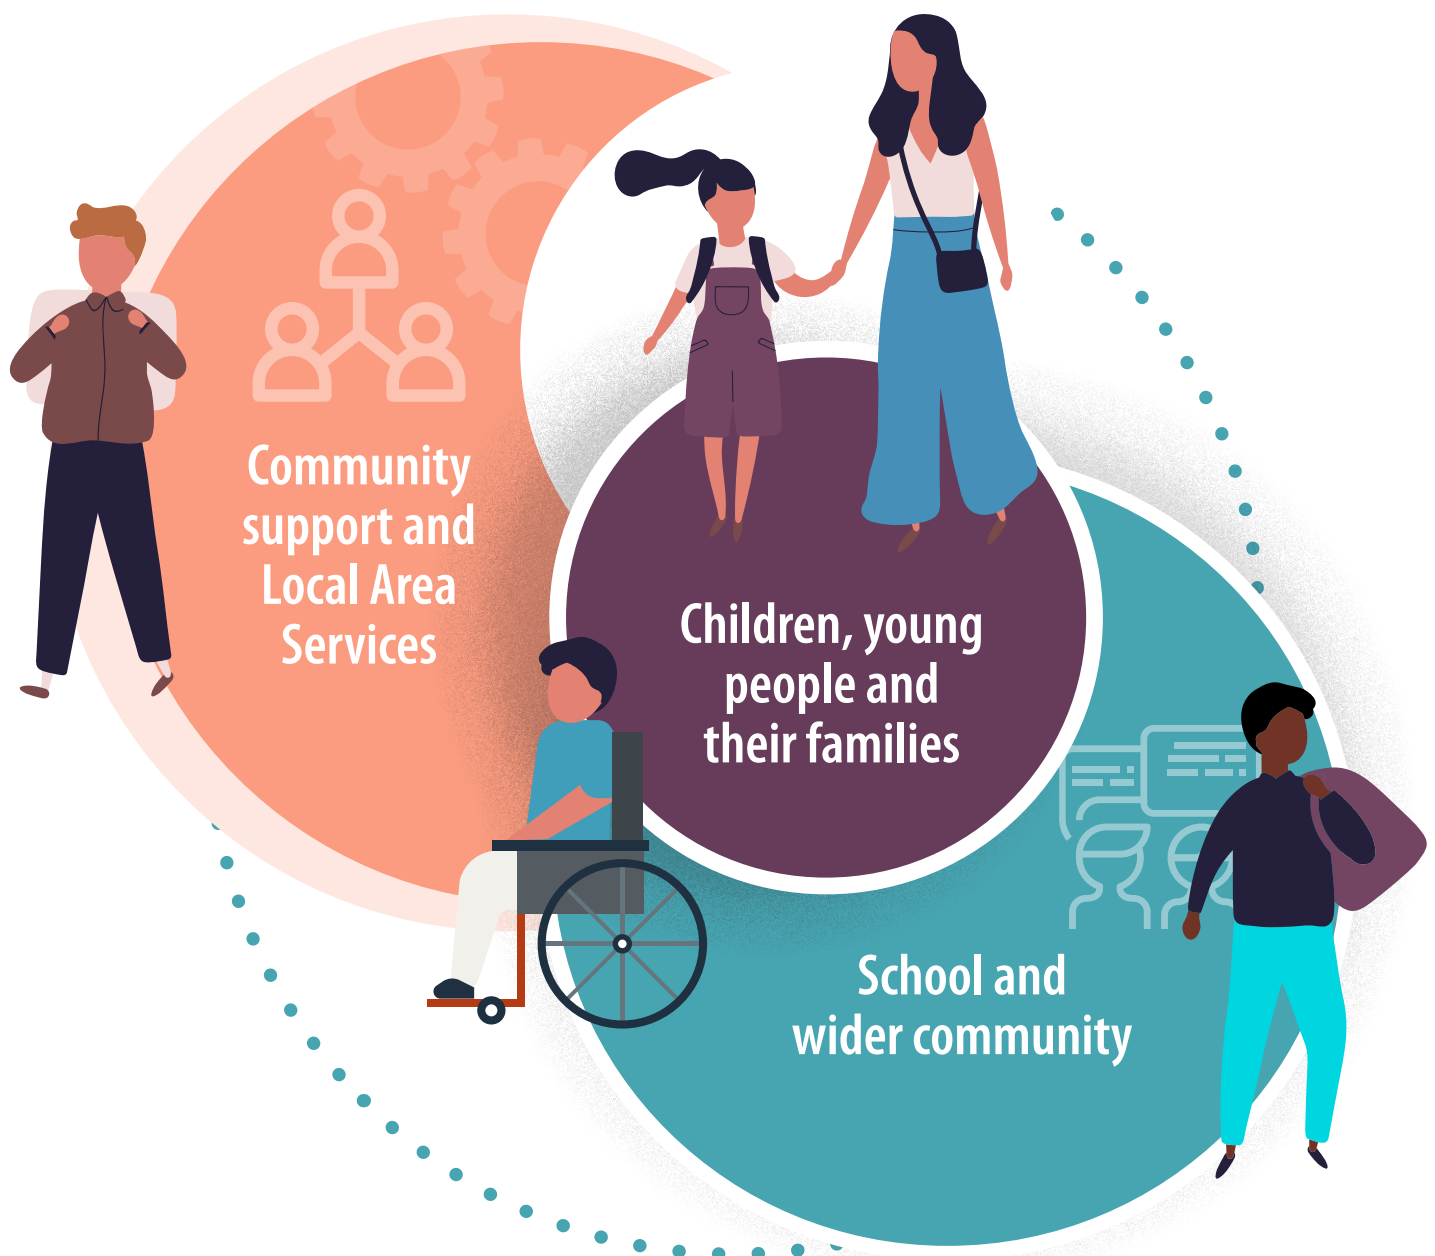 Community
support and
Local Area
Services
Children, young
people and
their families
School and
wider community